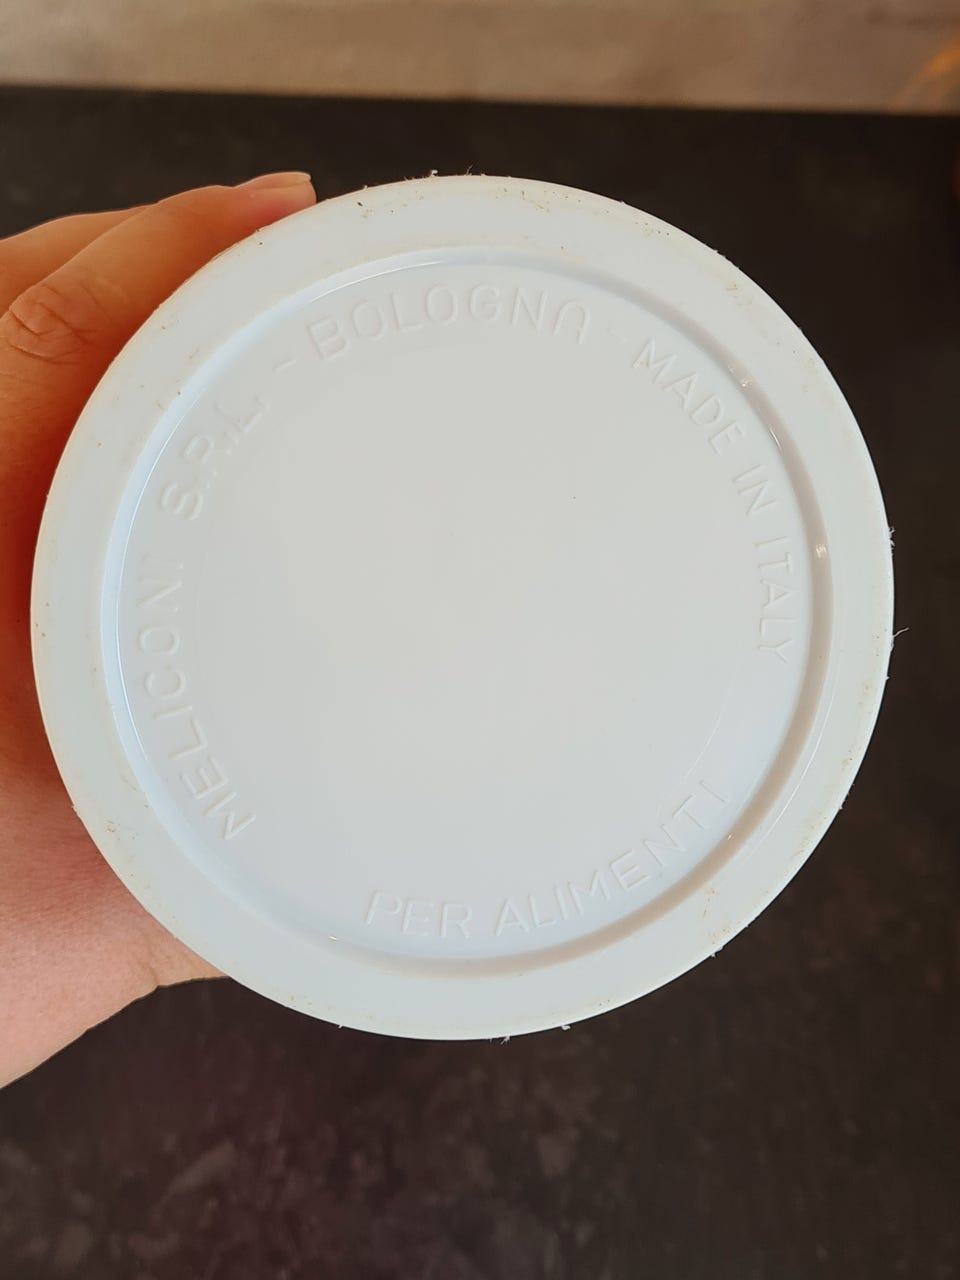 MELICONI S.R.L. - BOLOGNA - MADE IN ITALY
PER ALIMENTI